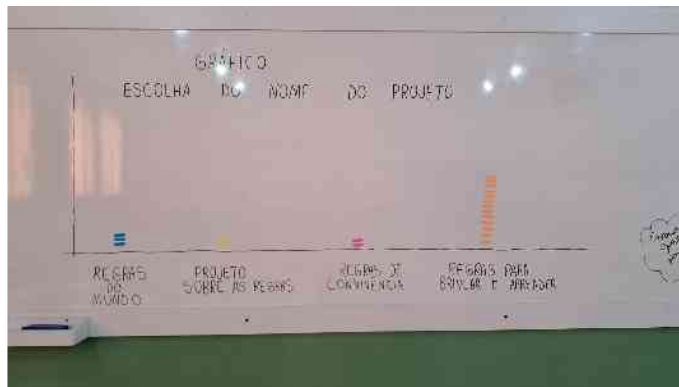 GRÁFICO
ESCOLHA DO NOME DO PROJETO
REGRAS
DO
MUNDO
PROJETO
SOBRE AS REGRAS
REGRAS DE
CONVIVÊNCIA
REGRAS PARA
BRINCAR E APRENDER